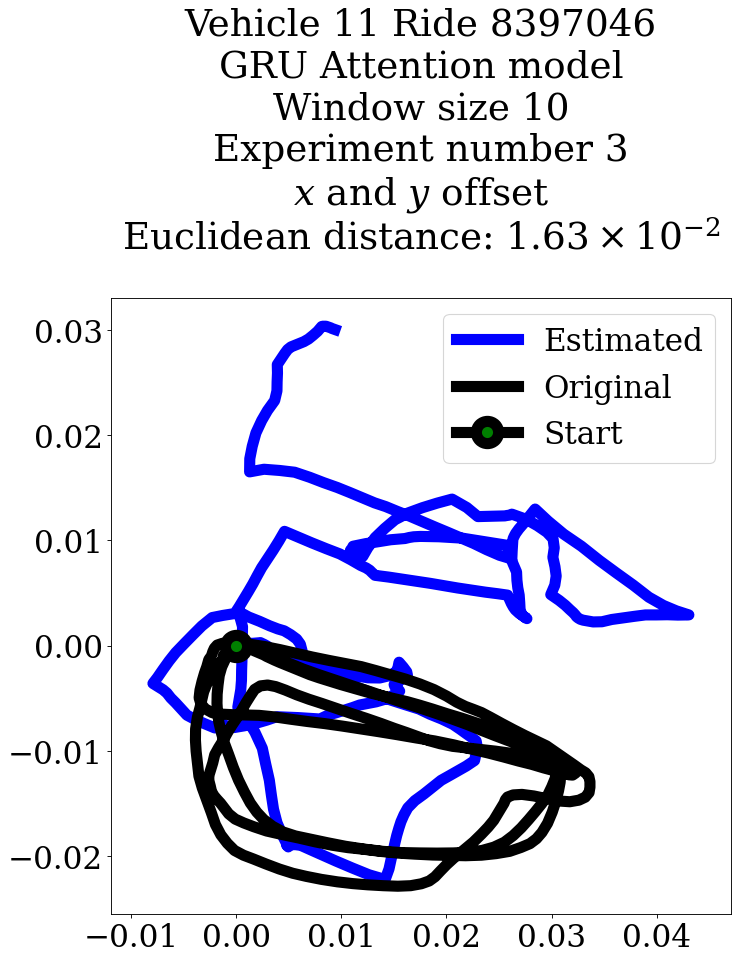 Vehicle 11 Ride 8397046
GRU Attention model
Window size 10
Experiment number 3
x and y offset
Euclidean distance: 1.63 × 10⁻²
Estimated
Original
Start
0.03
0.02
0.01
0.00
−0.01
−0.02
−0.01 0.00 0.01 0.02 0.03 0.04